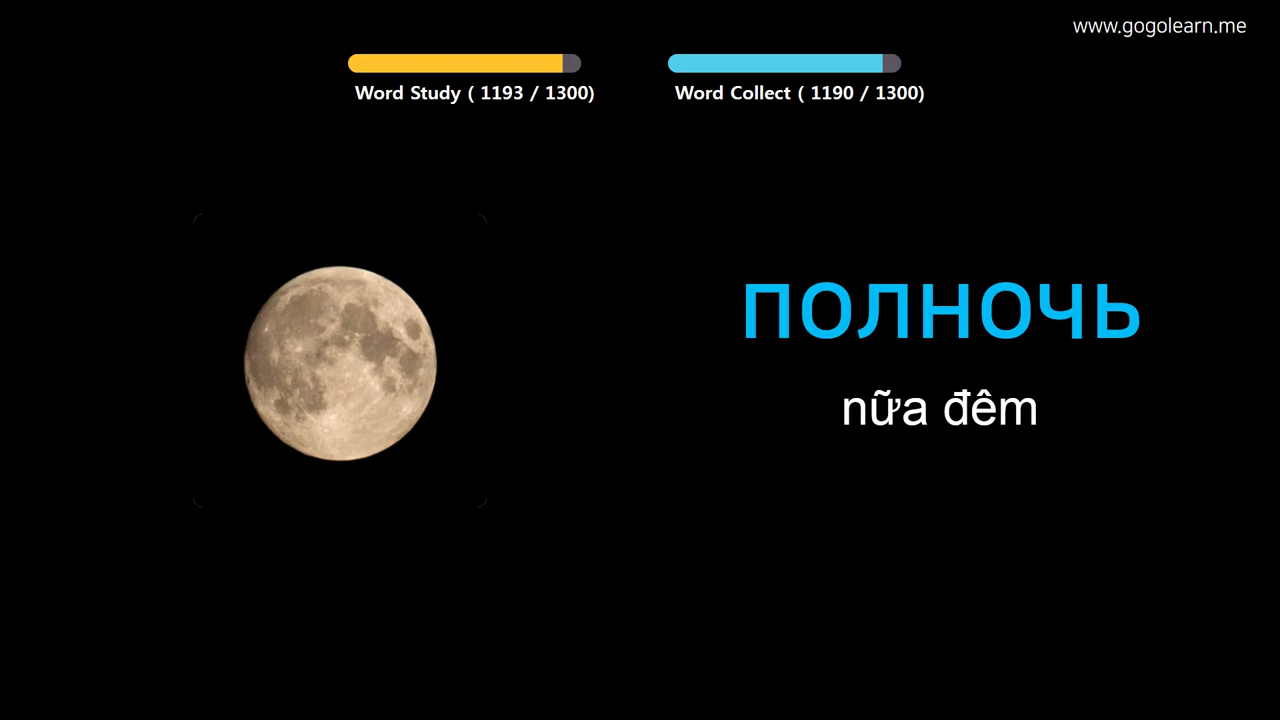 www.gogolearn.me
Word Study ( 1193 / 1300)
Word Collect ( 1190 / 1300)
полночь
nữa đêm